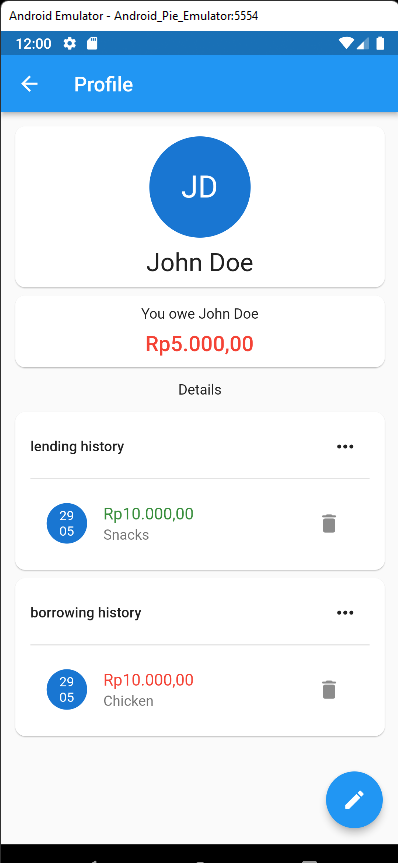 Android Emulator - Android_Pie_Emulator:5554
12:00
Profile
JD
John Doe
You owe John Doe
Rp5.000,00
Details
lending history
29
05
Rp10.000,00
Snacks
borrowing history
29
05
Rp10.000,00
Chicken